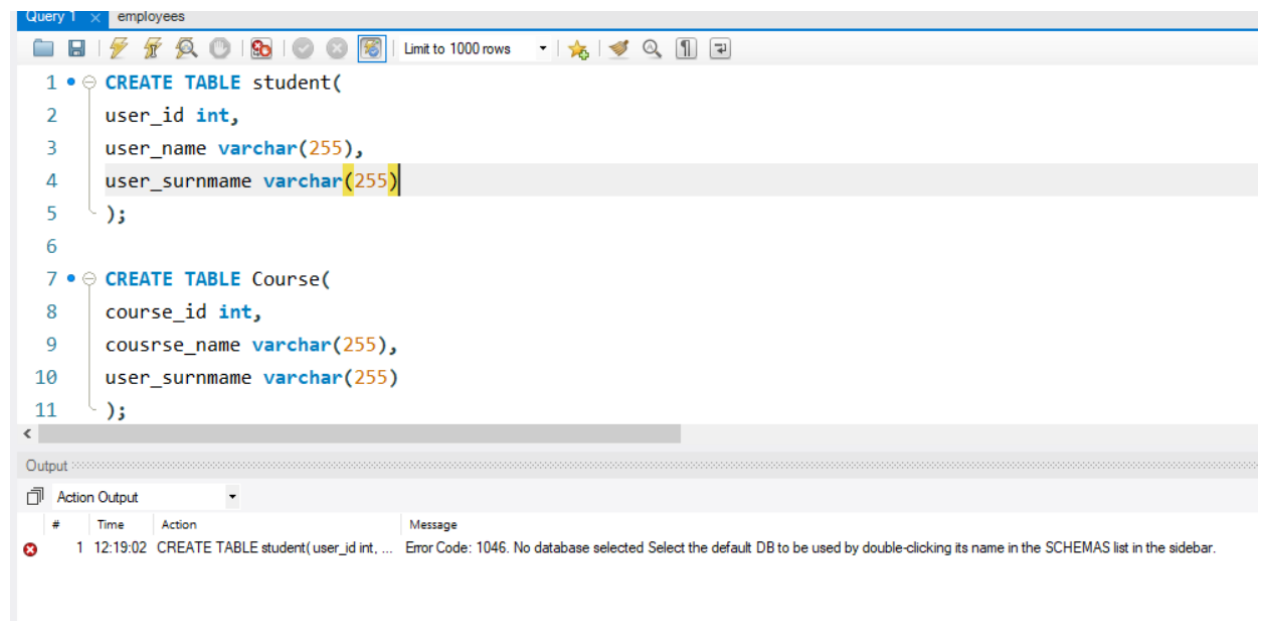 Query 1 employees
Limit to 1000 rows
1 CREATE TABLE student(
2 user_id int,
3 user_name varchar(255),
4 user_surnmame varchar(255)
5 );
6
7 CREATE TABLE Course(
8 course_id int,
9 cousrse_name varchar(255),
10 user_surnmame varchar(255)
11 );
Output
Action Output
# Time Action Message
1 12:19:02 CREATE TABLE student( user_id int, ... Error Code: 1046. No database selected Select the default DB to be used by double-clicking its name in the SCHEMAS list in the sidebar.